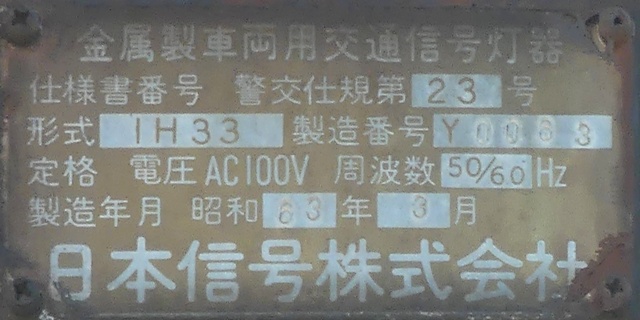 金属製車両用交通信号灯器
仕様書番号 警交仕規第 23 号
形式 1H33 製造番号 Y 0063
定格 電圧 AC100V 周波数 50/60 Hz
製造年月 昭和 63 年 3 月
日本信号株式会社